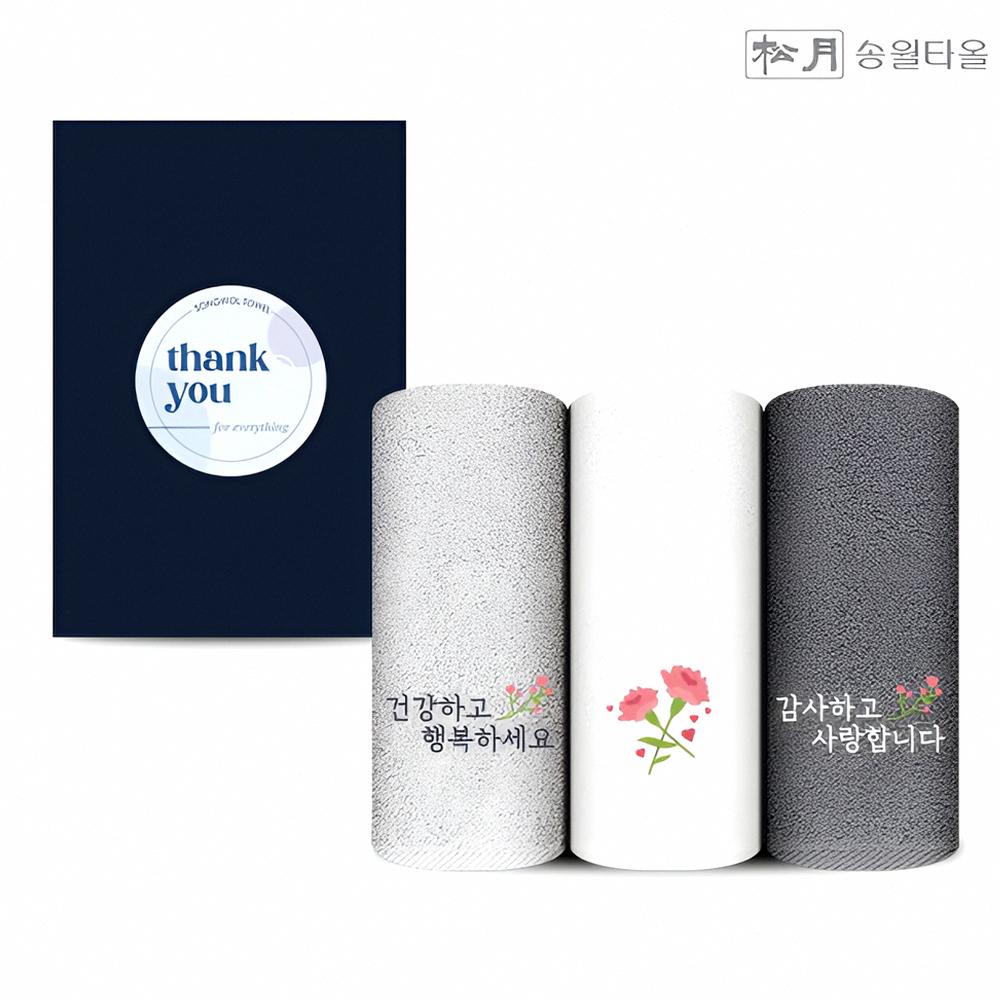 松月 송월타올
SONGWOL TOWEL
thank
you
for everything
건강하고
행복하세요
감사하고
사랑합니다